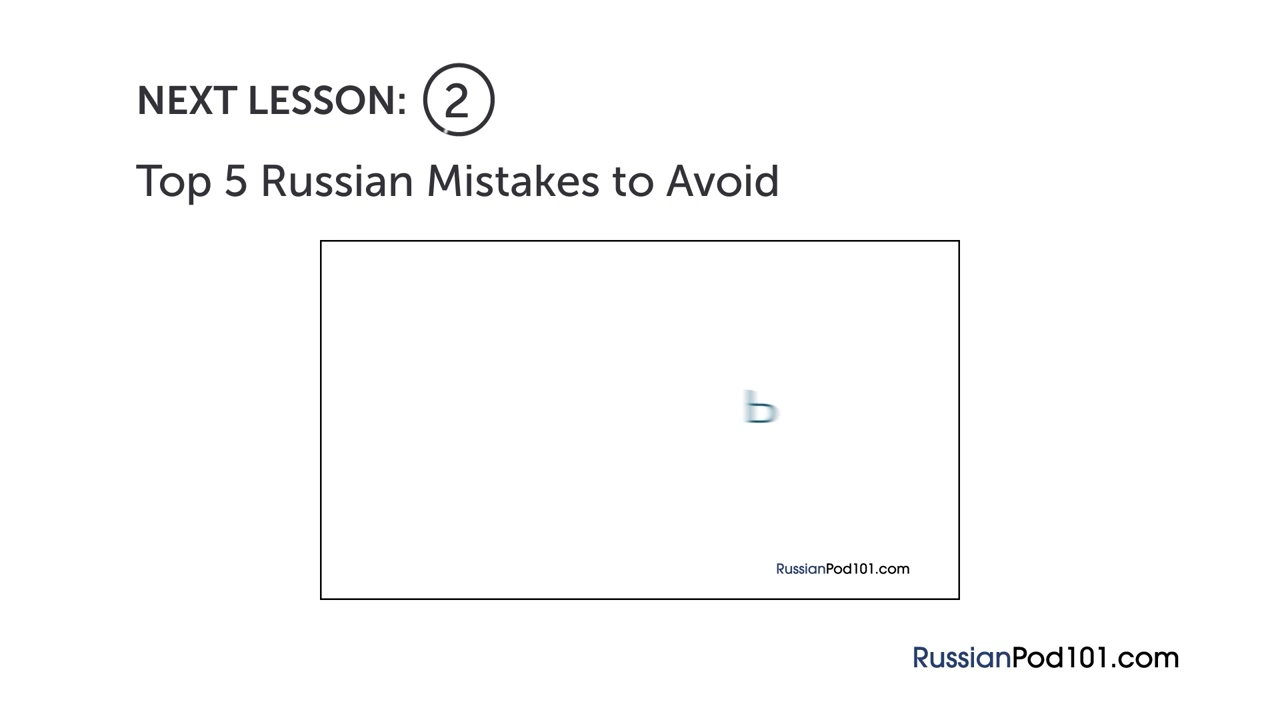 NEXT LESSON: 2
Top 5 Russian Mistakes to Avoid
ь
RussianPod101.com
RussianPod101.com